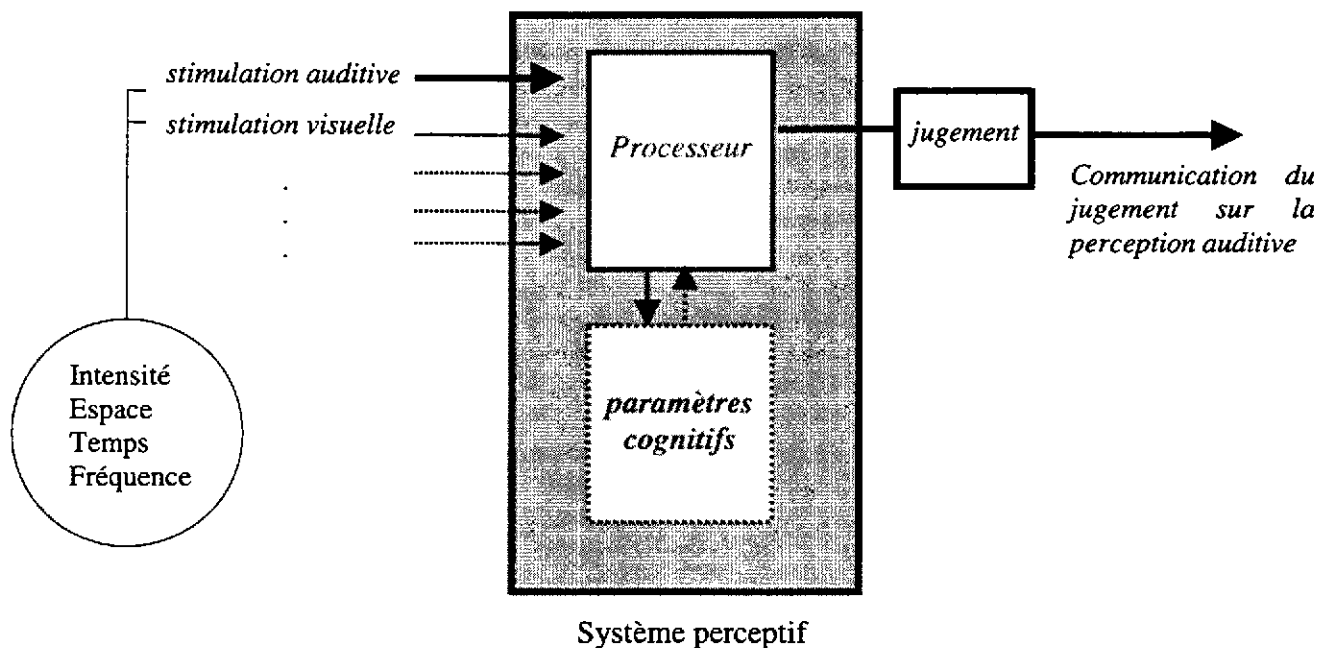 stimulation auditive
stimulation visuelle
Intensité
Espace
Temps
Fréquence
Processeur
paramètres
cognitifs
jugement
Communication du
jugement sur la
perception auditive
Système perceptif